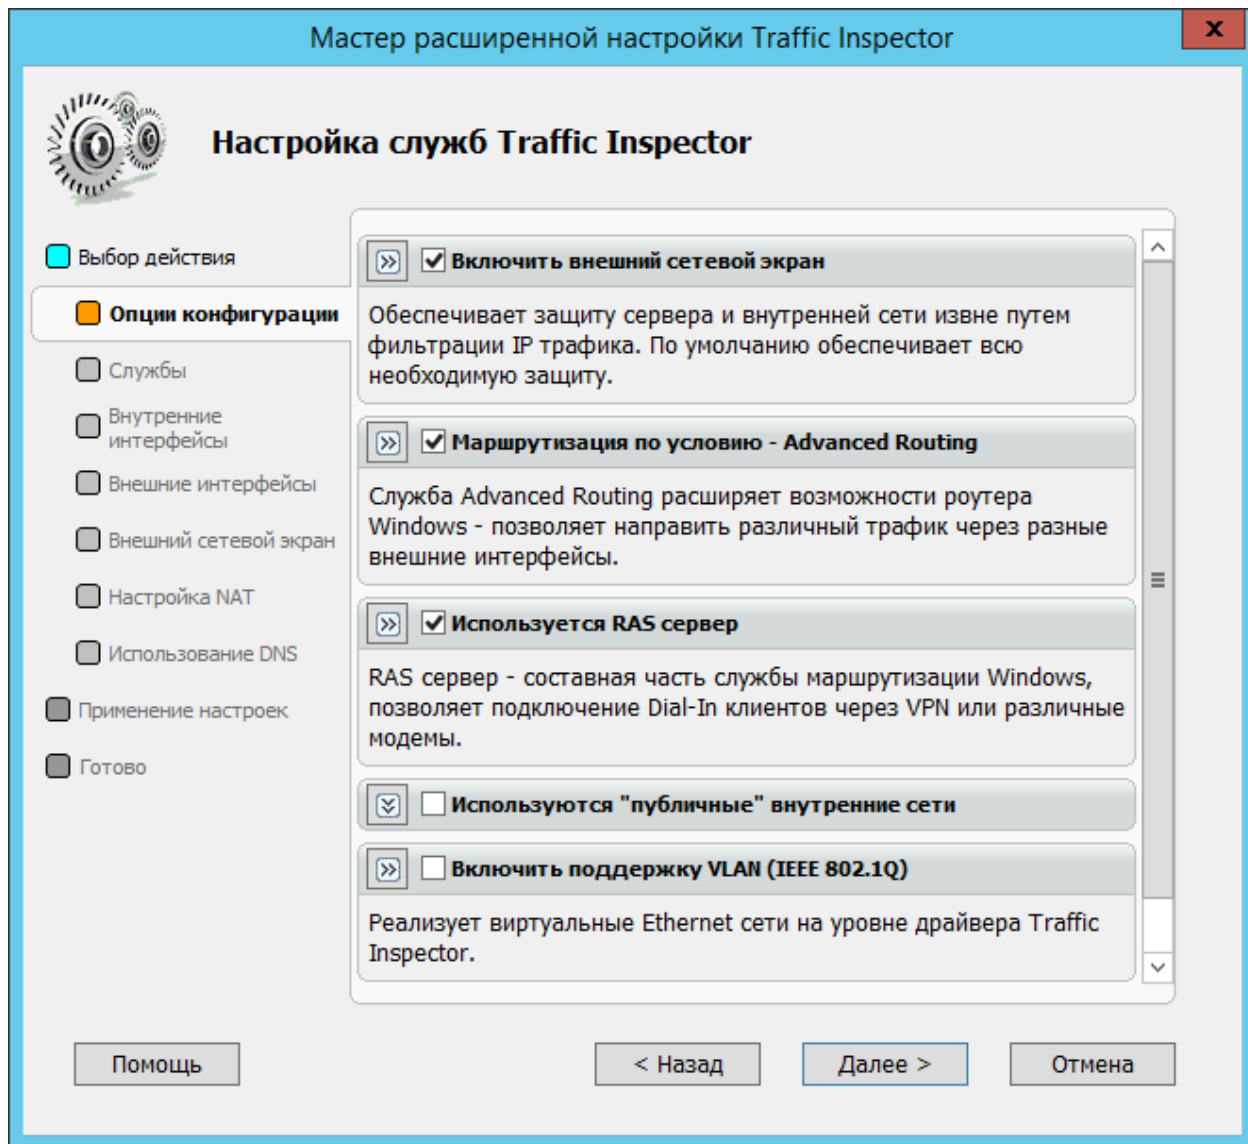 Мастер расширенной настройки Traffic Inspector
x
Настройка служб Traffic Inspector
Выбор действия
Опции конфигурации
Службы
Внутренние
интерфейсы
Внешние интерфейсы
Внешний сетевой экран
Настройка NAT
Использование DNS
Применение настроек
Готово
Включить внешний сетевой экран
Обеспечивает защиту сервера и внутренней сети извне путем
фильтрации IP трафика. По умолчанию обеспечивает всю
необходимую защиту.
Маршрутизация по условию - Advanced Routing
Служба Advanced Routing расширяет возможности роутера
Windows - позволяет направить различный трафик через разные
внешние интерфейсы.
Используется RAS сервер
RAS сервер - составная часть службы маршрутизации Windows,
позволяет подключение Dial-In клиентов через VPN или различные
модемы.
Используются "публичные" внутренние сети
Включить поддержку VLAN (IEEE 802.1Q)
Реализует виртуальные Ethernet сети на уровне драйвера Traffic
Inspector.
Помощь
< Назад
Далее >
Отмена